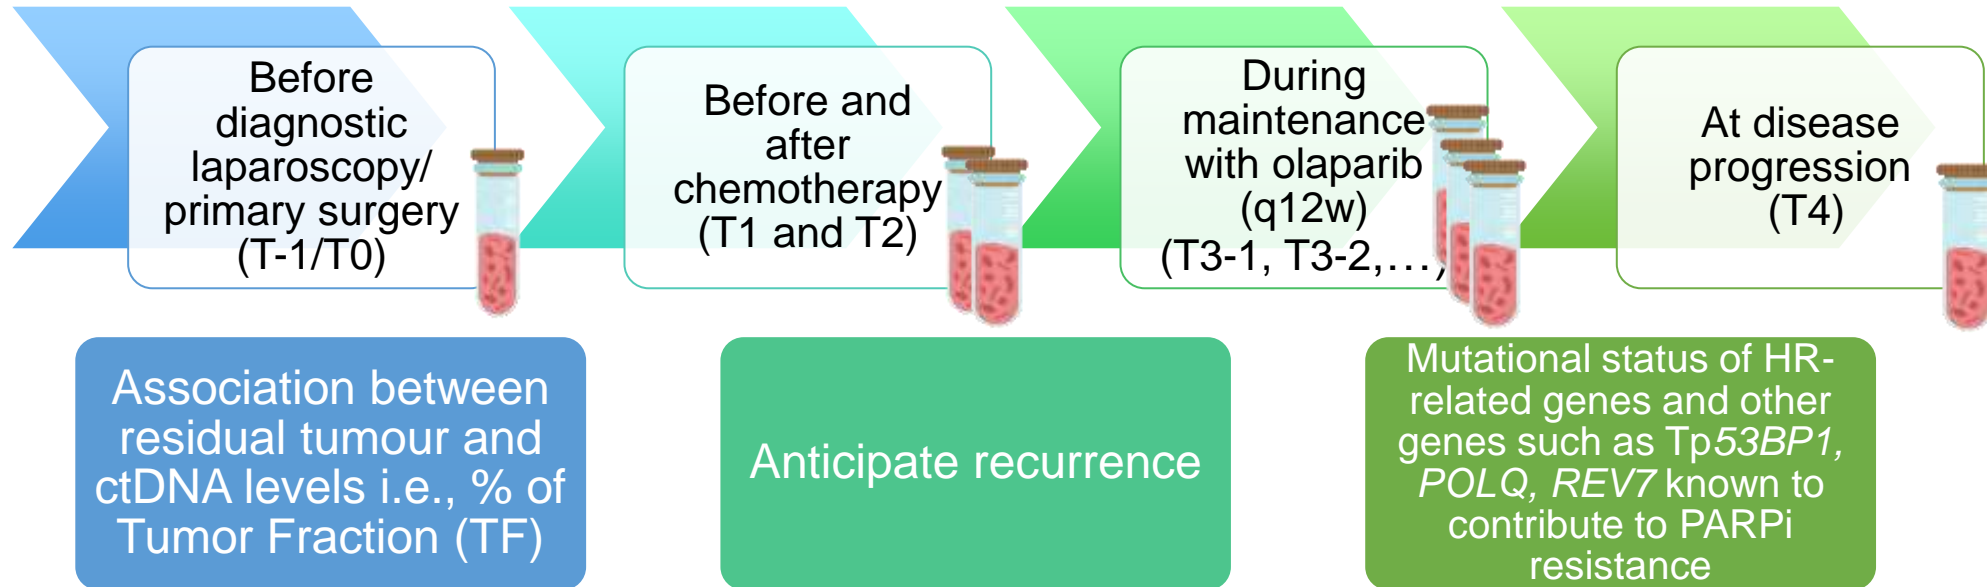 Before
diagnostic
laparoscopy/
primary surgery
(T-1/T0)
Before and
after
chemotherapy
(T1 and T2)
During
maintenance
with olaparib
(q12w)
(T3-1, T3-2,…)
At disease
progression
(T4)
Association between
residual tumour and
ctDNA levels i.e., % of
Tumor Fraction (TF)
Anticipate recurrence
Mutational status of HR-
related genes and other
genes such as Tp53BP1,
POLQ, REV7 known to
contribute to PARPi
resistance